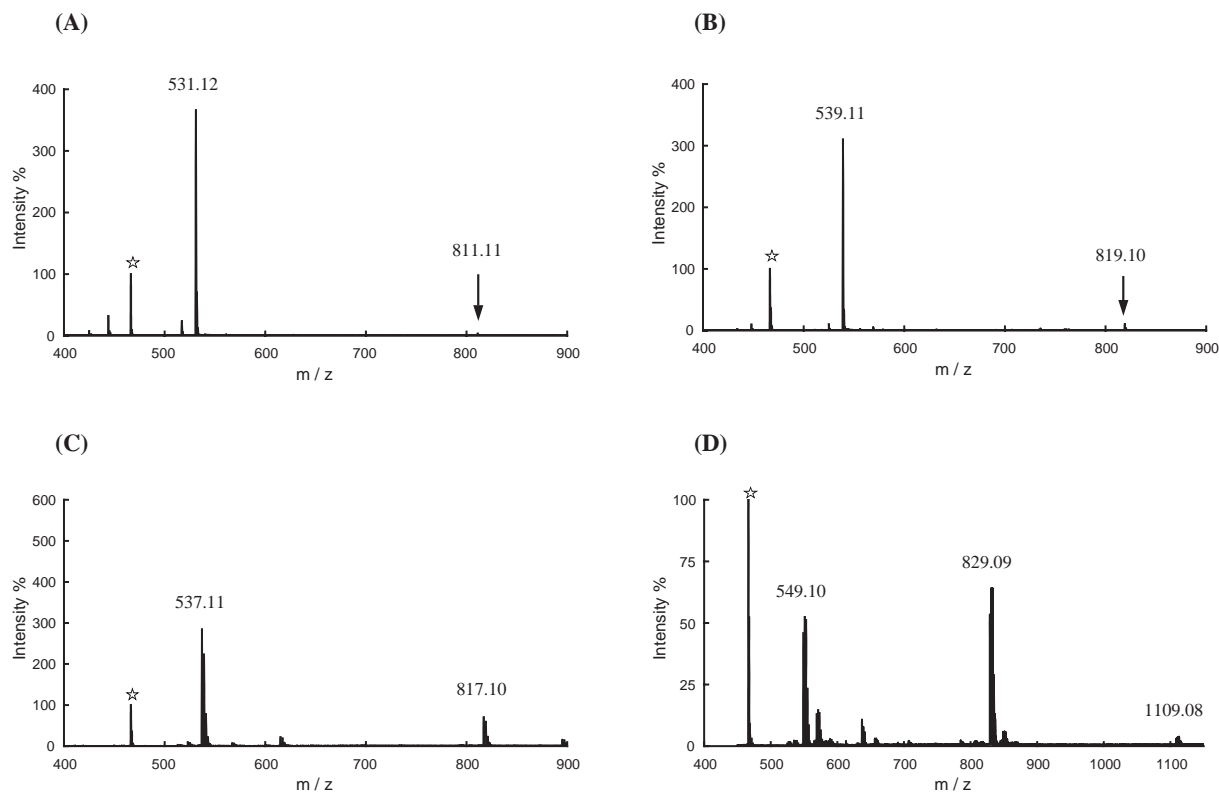 (A)
531.12
811.11
☆
Intensity %
400
300
200
100
0
400 500 600 700 800 900
m / z
(B)
539.11
819.10
☆
Intensity %
400
300
200
100
0
400 500 600 700 800 900
m / z
(C)
537.11
817.10
☆
Intensity %
600
500
400
300
200
100
0
400 500 600 700 800 900
m / z
(D)
☆
549.10
829.09
1109.08
Intensity %
100
75
50
25
0
400 500 600 700 800 900 1000 1100
m / z